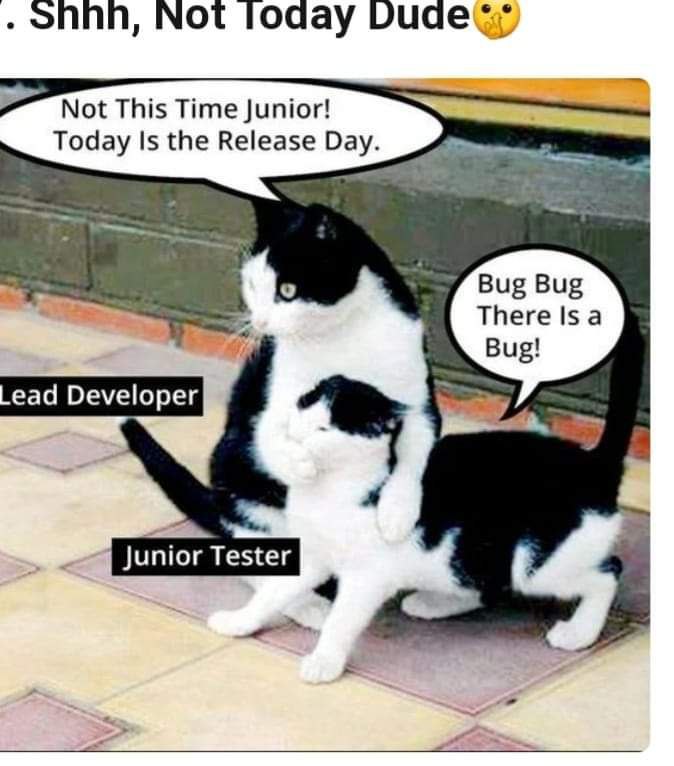 . Shhh, Not Today Dude🤫
Not This Time Junior!
Today Is the Release Day.
Bug Bug
There Is a
Bug!
Lead Developer
Junior Tester